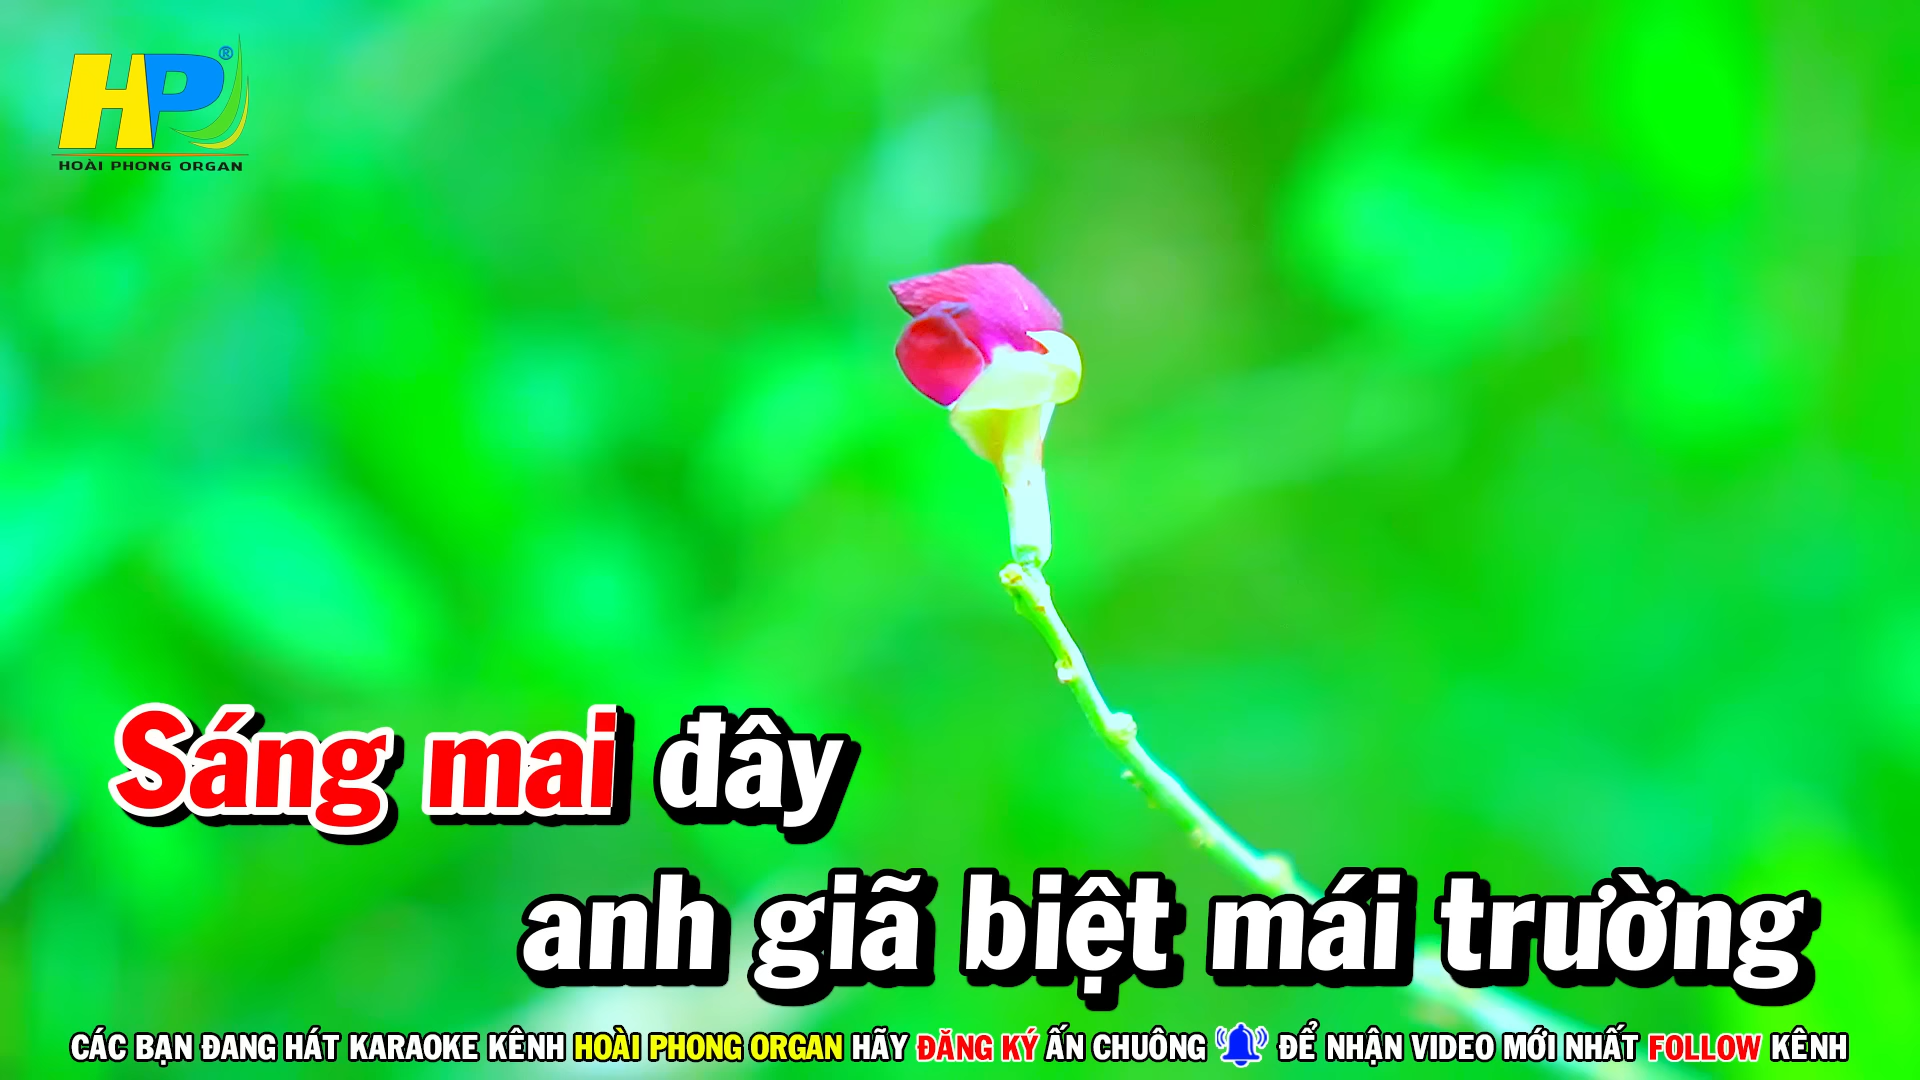 HP®
HOÀI PHONG ORGAN
Sáng mai đây
anh giã biệt mái trường
CÁC BẠN ĐANG HÁT KARAOKE KÊNH HOÀI PHONG ORGAN HÃY ĐĂNG KÝ ẤN CHUÔNG ĐỂ NHẬN VIDEO MỚI NHẤT FOLLOW KÊNH